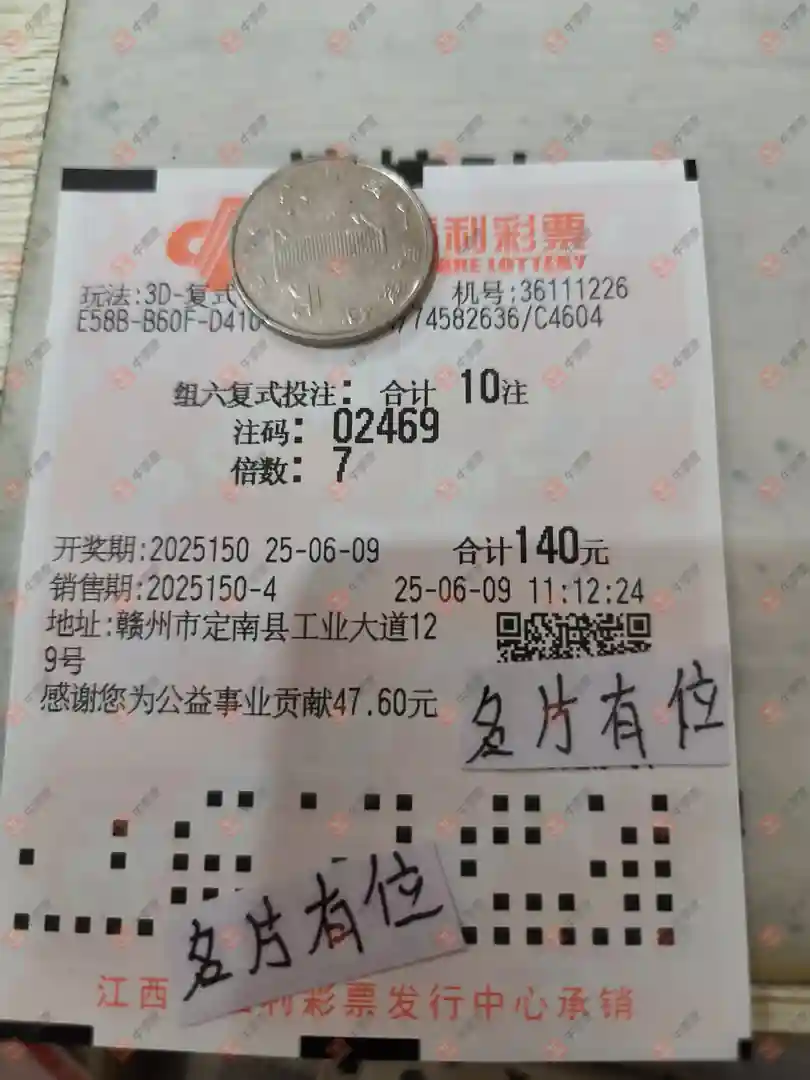 利彩票
RE LOTTERY
玩法:3D-复式
机号:36111226
E58B-B60F-D410
/74582636/C4604
组六复式投注: 合计 10注
注码: 02469
倍数: 7
开奖期:2025150 25-06-09 合计140元
销售期:2025150-4 25-06-09 11:12:24
地址:赣州市定南县工业大道12
9号
感谢您为公益事业贡献47.60元
名片有位
名片有位
江西 利彩票发行中心承销